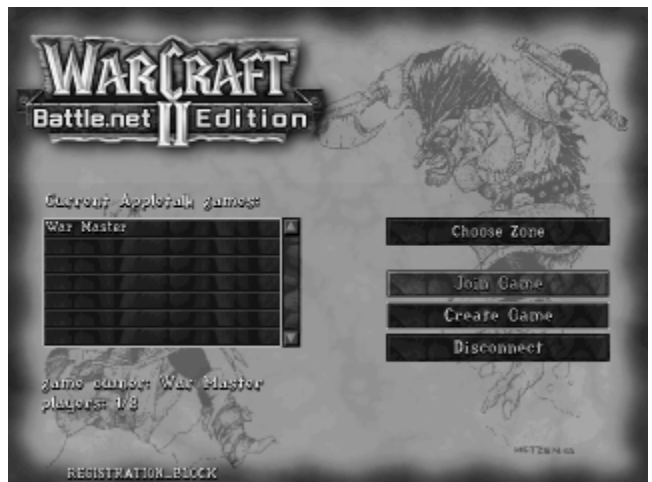 WARCRAFT
Battle.net II Edition
Current Appletalk games:
War Master
Choose Zone
Join Game
Create Game
Disconnect
game owner: War Master
players: 1/8
METZEN
REGISTRATION_BLOCK